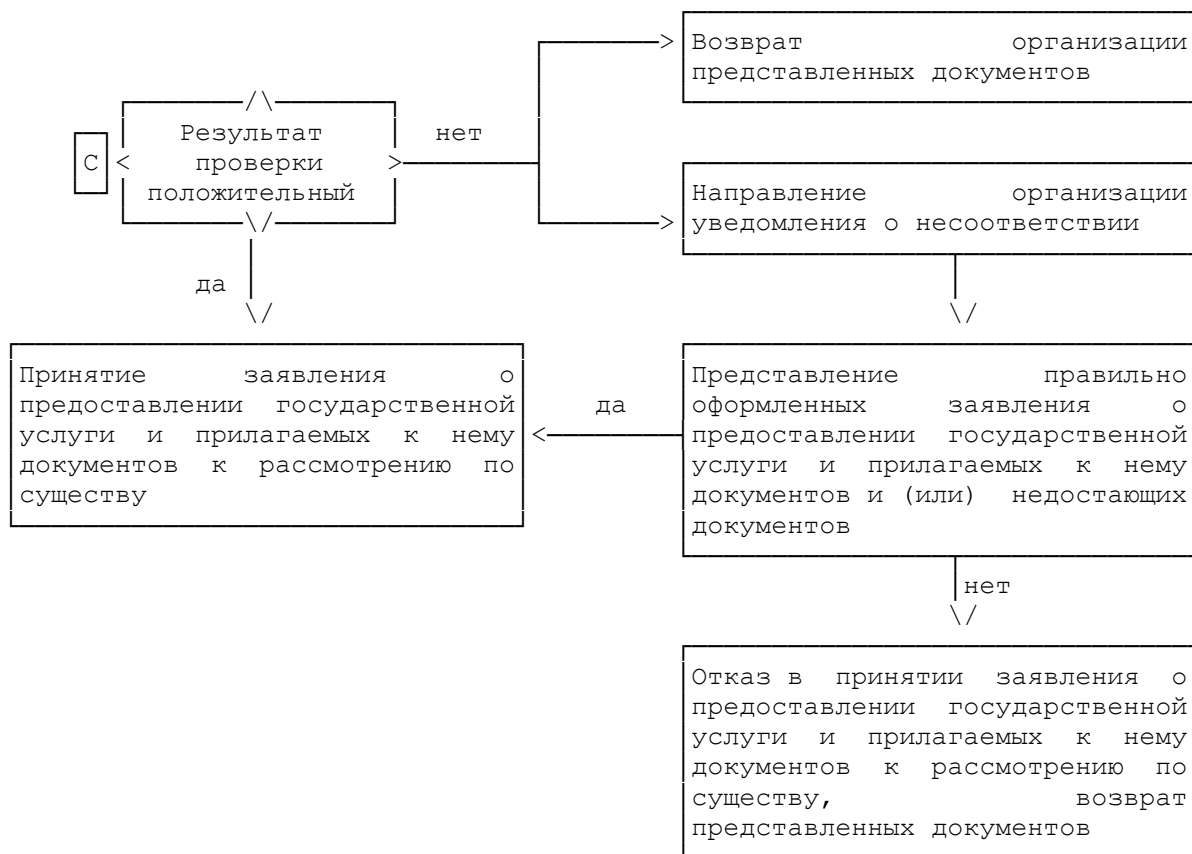 Возврат организации
представленных документов
Результат
проверки
положительный
С
нет
Направление организации
уведомления о несоответствии
да
Принятие заявления о
предоставлении государственной
услуги и прилагаемых к нему
документов к рассмотрению по
существу
да
Представление правильно
оформленных заявления о
предоставлении государственной
услуги и прилагаемых к нему
документов и (или) недостающих
документов
нет
Отказ в принятии заявления о
предоставлении государственной
услуги и прилагаемых к нему
документов к рассмотрению по
существу, возврат
представленных документов